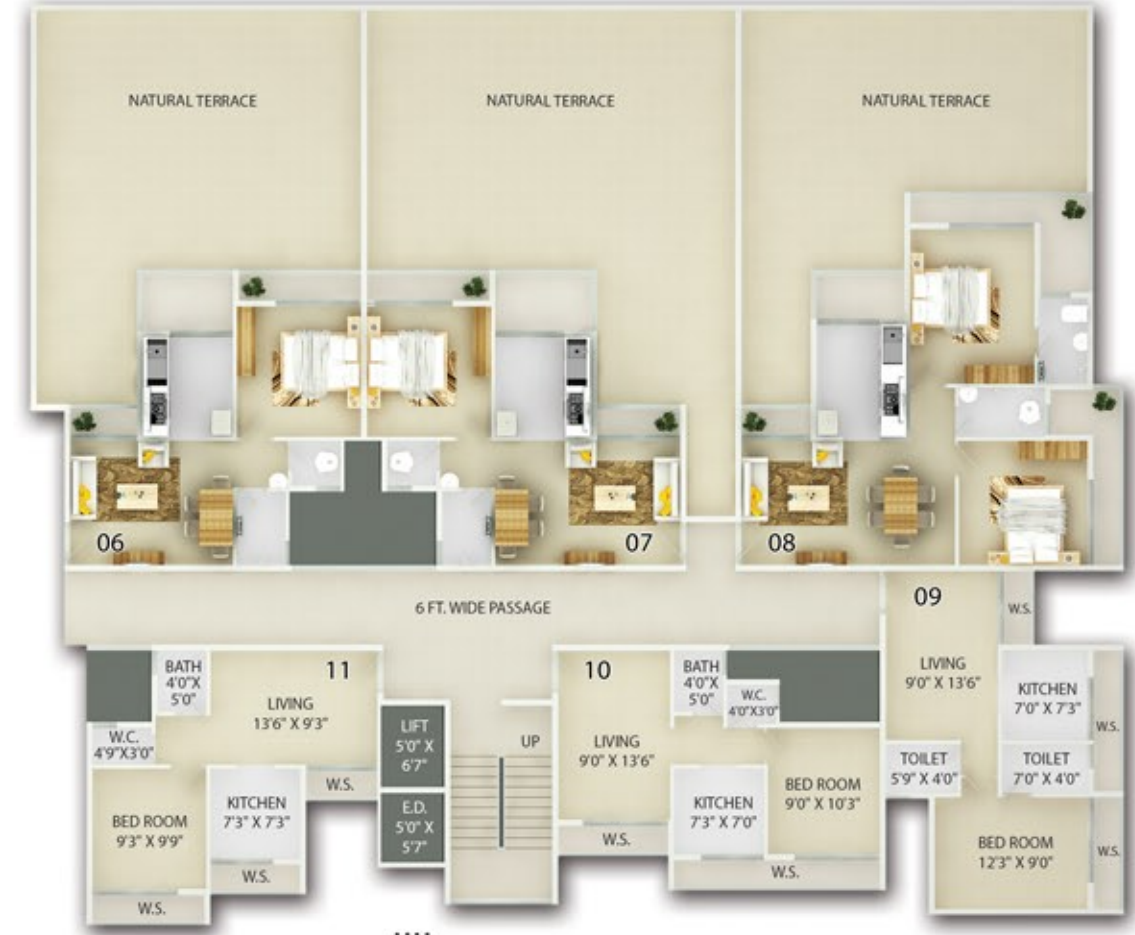 NATURAL TERRACE
NATURAL TERRACE
NATURAL TERRACE
06
07
08
6 FT. WIDE PASSAGE
09
W.S.
LIVING
9'0" X 13'6"
KITCHEN
7'0" X 7'3"
W.S.
TOILET
5'9" X 4'0"
TOILET
7'0" X 4'0"
BED ROOM
12'3" X 9'0"
W.S.
11
BATH
4'0"X
5'0"
LIVING
13'6" X 9'3"
W.C.
4'9"X3'0"
W.S.
BED ROOM
9'3" X 9'9"
KITCHEN
7'3" X 7'3"
W.S.
W.S.
LIFT
5'0" X
6'7"
E.D.
5'0" X
5'7"
UP
10
BATH
4'0"X
5'0"
W.C.
4'0"X3'0"
LIVING
9'0" X 13'6"
W.S.
KITCHEN
7'3" X 7'0"
BED ROOM
9'0" X 10'3"
W.S.